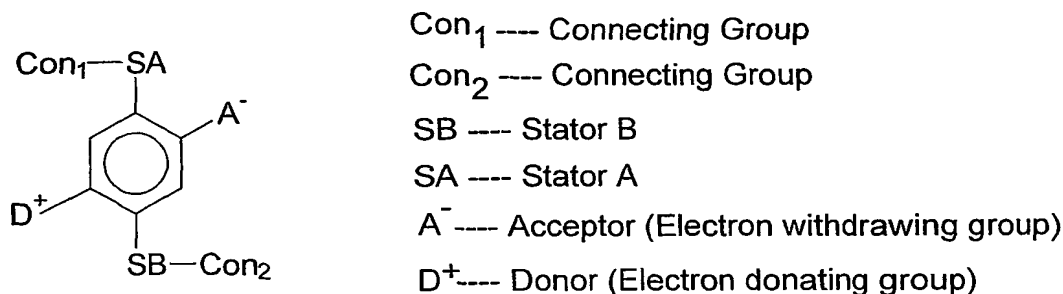 Con₁—SA
A⁻
D⁺
SB—Con₂
Con₁ ---- Connecting Group
Con₂ ---- Connecting Group
SB ---- Stator B
SA ---- Stator A
A⁻---- Acceptor (Electron withdrawing group)
D⁺---- Donor (Electron donating group)